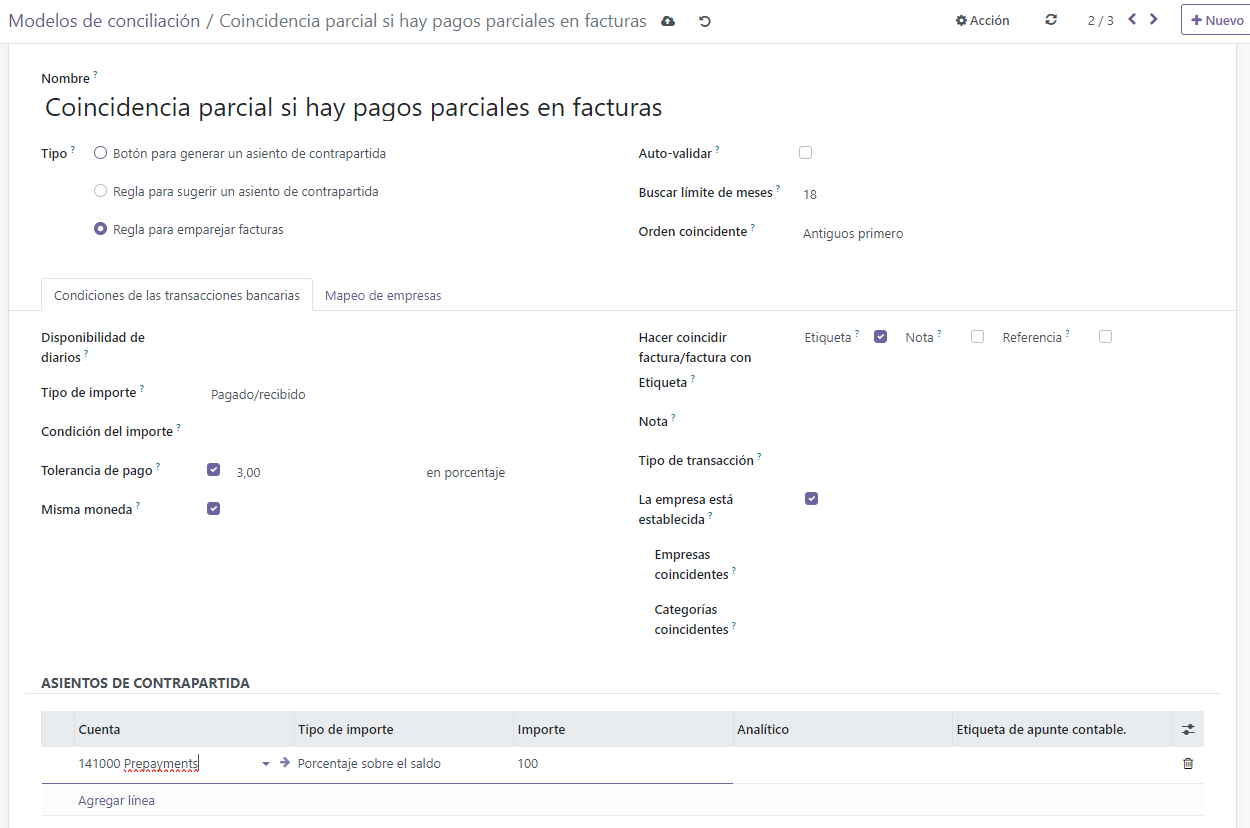 Modelos de conciliación / Coincidencia parcial si hay pagos parciales en facturas
Acción
2 / 3
+ Nuevo
Nombre ?
Coincidencia parcial si hay pagos parciales en facturas
Tipo ?
Botón para generar un asiento de contrapartida
Regla para sugerir un asiento de contrapartida
Regla para emparejar facturas
Auto-validar ?
Buscar límite de meses ? 18
Orden coincidente ? Antiguos primero
Condiciones de las transacciones bancarias
Mapeo de empresas
Disponibilidad de
diarios ?
Tipo de importe ? Pagado/recibido
Condición del importe ?
Tolerancia de pago ? 3,00 en porcentaje
Misma moneda ?
Hacer coincidir
factura/factura con
Etiqueta ? Nota ? Referencia ?
Etiqueta ?
Nota ?
Tipo de transacción ?
La empresa está
establecida ?
Empresas
coincidentes ?
Categorías
coincidentes ?
ASIENTOS DE CONTRAPARTIDA
Cuenta Tipo de importe Importe Analítico Etiqueta de apunte contable.
141000 Prepayments Porcentaje sobre el saldo 100
Agregar línea